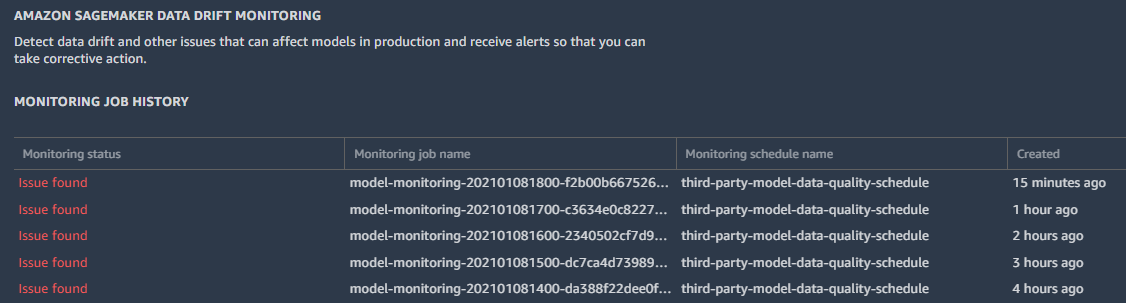 AMAZON SAGEMAKER DATA DRIFT MONITORING
Detect data drift and other issues that can affect models in production and receive alerts so that you can
take corrective action.
MONITORING JOB HISTORY
Monitoring status Monitoring job name Monitoring schedule name Created
Issue found model-monitoring-202101081800-f2b00b667526... third-party-model-data-quality-schedule 15 minutes ago
Issue found model-monitoring-202101081700-c3634e0c8227... third-party-model-data-quality-schedule 1 hour ago
Issue found model-monitoring-202101081600-2340502cf7d9... third-party-model-data-quality-schedule 2 hours ago
Issue found model-monitoring-202101081500-dc7ca4d73989... third-party-model-data-quality-schedule 3 hours ago
Issue found model-monitoring-202101081400-da388f22dee0f... third-party-model-data-quality-schedule 4 hours ago